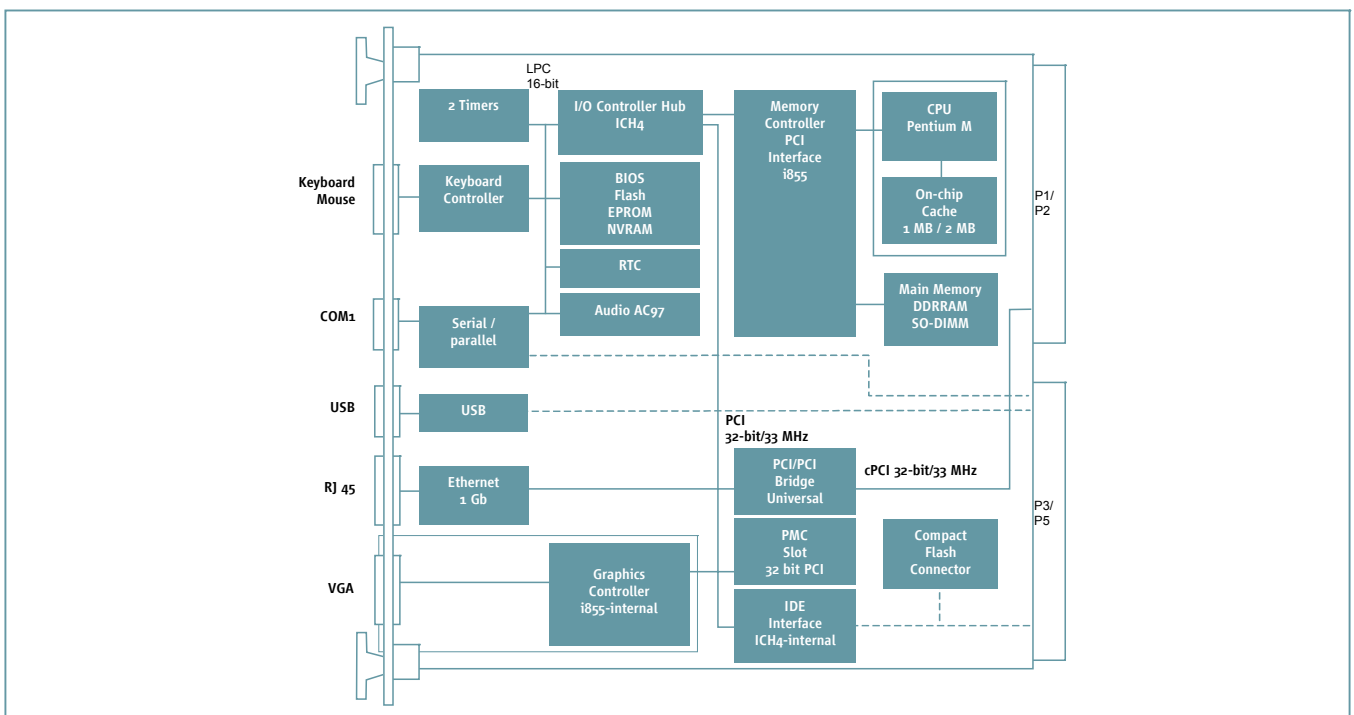 LPC
16-bit
2 Timers
I/O Controller Hub
ICH4
Memory
Controller
PCI
Interface
i855
CPU
Pentium M
Keyboard
Mouse
Keyboard
Controller
BIOS
Flash
EPROM
NVRAM
On-chip
Cache
1 MB / 2 MB
P1/
P2
RTC
Main Memory
DDRRAM
SO-DIMM
COM1
Serial /
parallel
Audio AC97
USB
USB
PCI
32-bit/33 MHz
RJ 45
Ethernet
1 Gb
PCI/PCI
Bridge
Universal
cPCI 32-bit/33 MHz
P3/
P5
PMC
Slot
32 bit PCI
Compact
Flash
Connector
VGA
Graphics
Controller
i855-internal
IDE
Interface
ICH4-internal